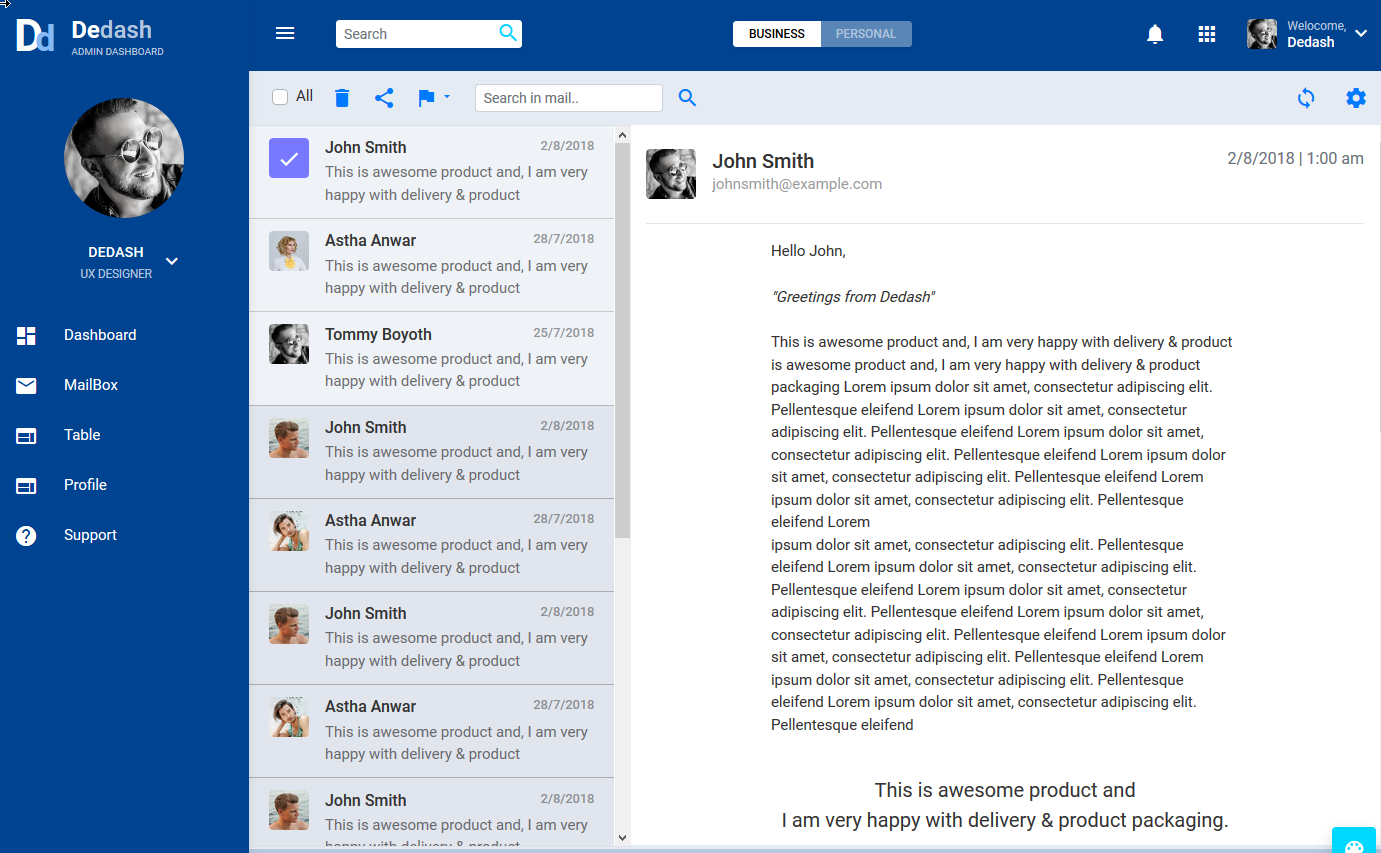 Dd Dedash
ADMIN DASHBOARD
Search
BUSINESS PERSONAL
Welcome,
Dedash
DEDASH
UX DESIGNER
Dashboard
MailBox
Table
Profile
Support
All
Search in mail..
John Smith 2/8/2018
This is awesome product and, I am very
happy with delivery & product
Astha Anwar 28/7/2018
This is awesome product and, I am very
happy with delivery & product
Tommy Boyoth 25/7/2018
This is awesome product and, I am very
happy with delivery & product
John Smith 2/8/2018
This is awesome product and, I am very
happy with delivery & product
Astha Anwar 28/7/2018
This is awesome product and, I am very
happy with delivery & product
John Smith 2/8/2018
This is awesome product and, I am very
happy with delivery & product
Astha Anwar 28/7/2018
This is awesome product and, I am very
happy with delivery & product
John Smith 2/8/2018
This is awesome product and, I am very
happy with delivery & product
John Smith 2/8/2018 | 1:00 am
johnsmith@example.com
Hello John,
"Greetings from Dedash"
This is awesome product and, I am very happy with delivery & product
is awesome product and, I am very happy with delivery & product
packaging Lorem ipsum dolor sit amet, consectetur adipiscing elit.
Pellentesque eleifend Lorem ipsum dolor sit amet, consectetur
adipiscing elit. Pellentesque eleifend Lorem ipsum dolor sit amet,
consectetur adipiscing elit. Pellentesque eleifend Lorem ipsum dolor
sit amet, consectetur adipiscing elit. Pellentesque eleifend Lorem
ipsum dolor sit amet, consectetur adipiscing elit. Pellentesque
eleifend Lorem
ipsum dolor sit amet, consectetur adipiscing elit. Pellentesque
eleifend Lorem ipsum dolor sit amet, consectetur adipiscing elit.
Pellentesque eleifend Lorem ipsum dolor sit amet, consectetur
adipiscing elit. Pellentesque eleifend Lorem ipsum dolor sit amet,
consectetur adipiscing elit. Pellentesque eleifend Lorem ipsum dolor
sit amet, consectetur adipiscing elit. Pellentesque eleifend Lorem
ipsum dolor sit amet, consectetur adipiscing elit. Pellentesque
eleifend Lorem ipsum dolor sit amet, consectetur adipiscing elit.
Pellentesque eleifend
This is awesome product and
I am very happy with delivery & product packaging.